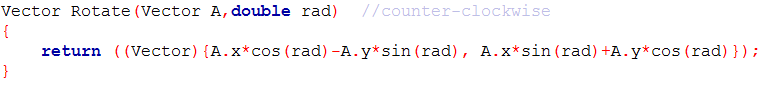 Vector Rotate(Vector A,double rad)  //counter-clockwise
{
    return ((Vector){A.x*cos(rad)-A.y*sin(rad), A.x*sin(rad)+A.y*cos(rad)});
}